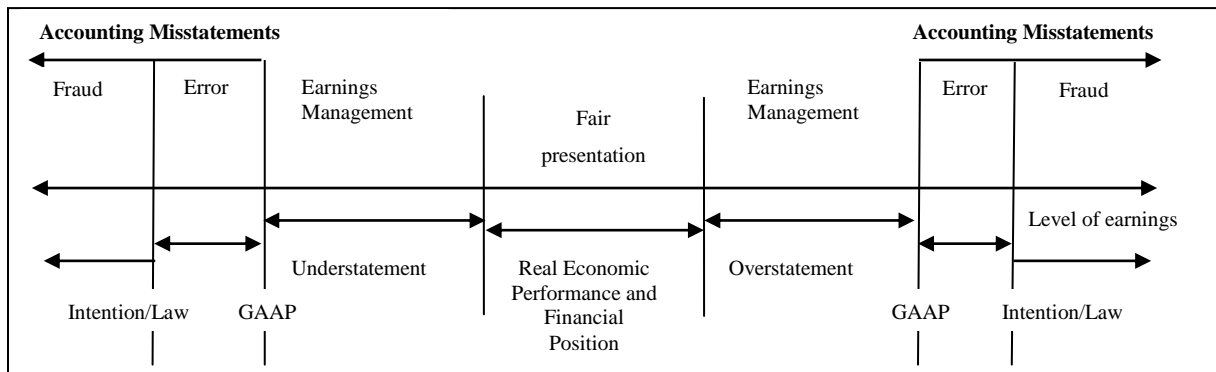 Accounting Misstatements
Accounting Misstatements
Fraud
Error
Earnings
Management
Fair
presentation
Earnings
Management
Error
Fraud
Level of earnings
Understatement
Real Economic
Performance and
Financial
Position
Overstatement
Intention/Law
GAAP
GAAP
Intention/Law